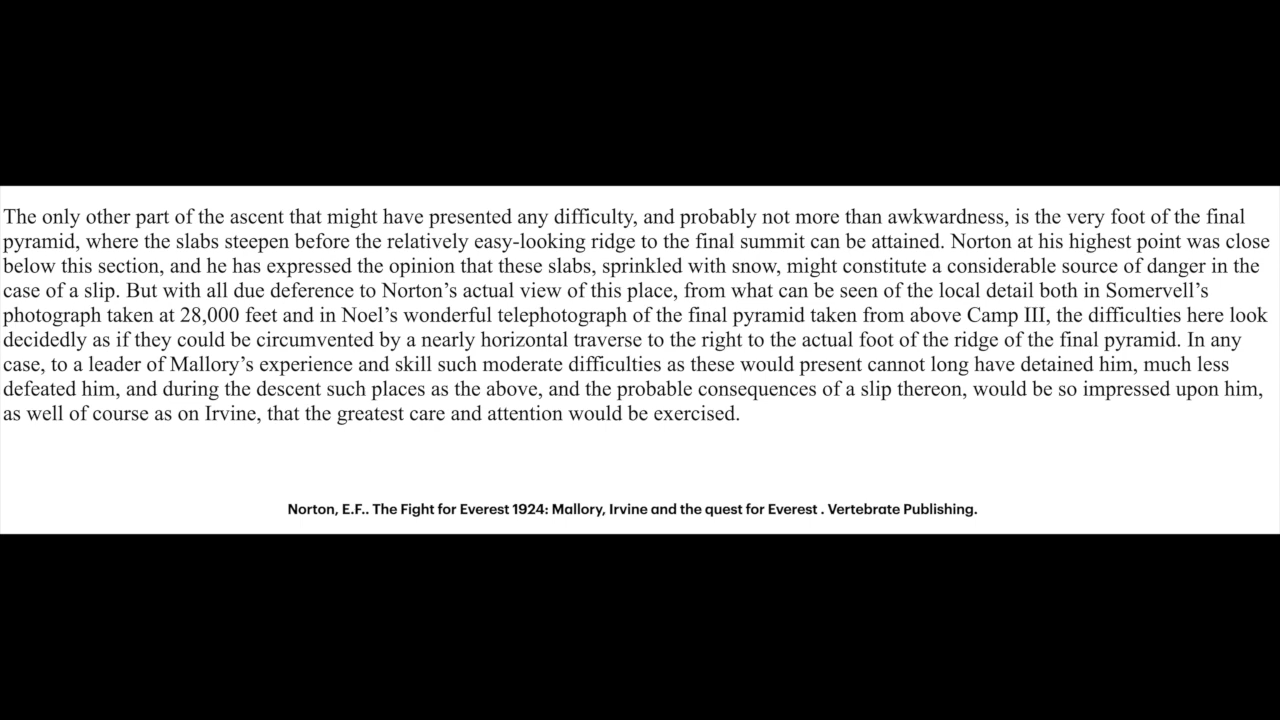 The only other part of the ascent that might have presented any difficulty, and probably not more than awkwardness, is the very foot of the final
pyramid, where the slabs steepen before the relatively easy-looking ridge to the final summit can be attained. Norton at his highest point was close
below this section, and he has expressed the opinion that these slabs, sprinkled with snow, might constitute a considerable source of danger in the
case of a slip. But with all due deference to Norton’s actual view of this place, from what can be seen of the local detail both in Somervell’s
photograph taken at 28,000 feet and in Noel’s wonderful telephotograph of the final pyramid taken from above Camp III, the difficulties here look
decidedly as if they could be circumvented by a nearly horizontal traverse to the right to the actual foot of the ridge of the final pyramid. In any
case, to a leader of Mallory’s experience and skill such moderate difficulties as these would present cannot long have detained him, much less
defeated him, and during the descent such places as the above, and the probable consequences of a slip thereon, would be so impressed upon him,
as well of course as on Irvine, that the greatest care and attention would be exercised.
Norton, E.F.. The Fight for Everest 1924: Mallory, Irvine and the quest for Everest . Vertebrate Publishing.